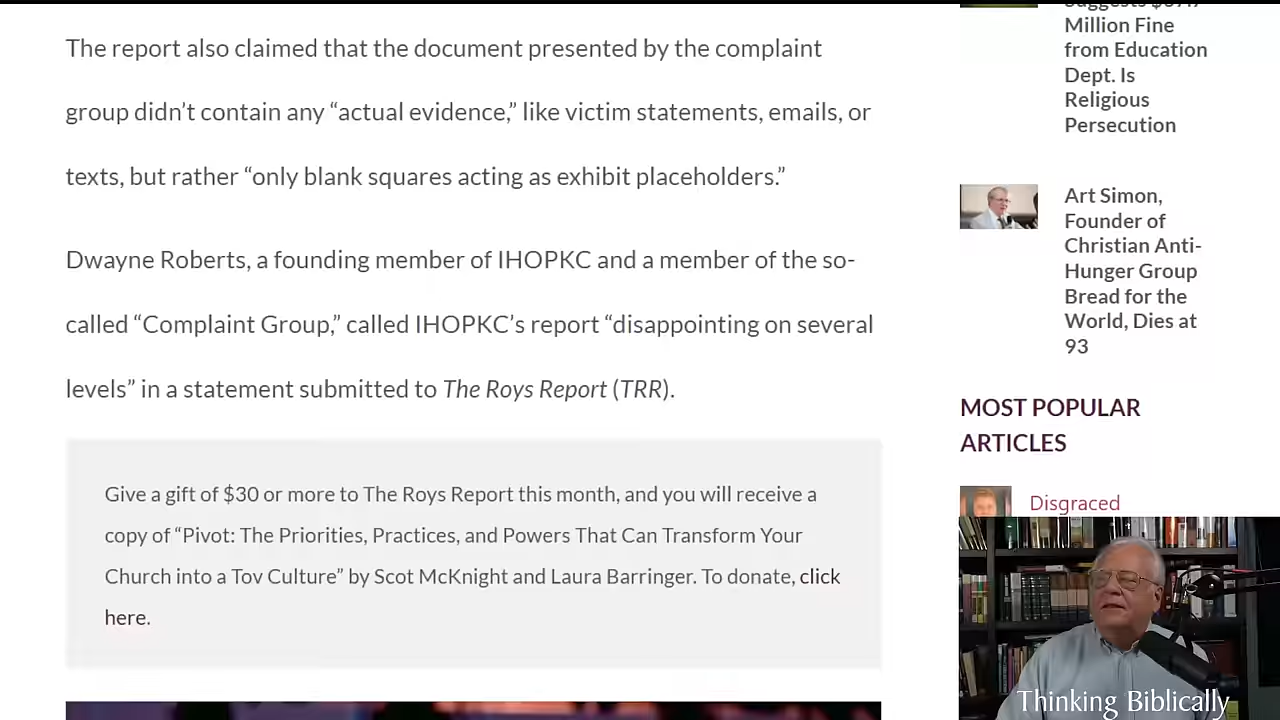 The report also claimed that the document presented by the complaint
group didn’t contain any “actual evidence,” like victim statements, emails, or
texts, but rather “only blank squares acting as exhibit placeholders.”
Dwayne Roberts, a founding member of IHOPKC and a member of the so-
called “Complaint Group,” called IHOPKC’s report “disappointing on several
levels” in a statement submitted to The Roys Report (TRR).
Give a gift of $30 or more to The Roys Report this month, and you will receive a
copy of “Pivot: The Priorities, Practices, and Powers That Can Transform Your
Church into a Tov Culture” by Scot McKnight and Laura Barringer. To donate, click
here.
Million Fine
from Education
Dept. Is
Religious
Persecution
Art Simon,
Founder of
Christian Anti-
Hunger Group
Bread for the
World, Dies at
93
MOST POPULAR
ARTICLES
Disgraced
Thinking Biblically